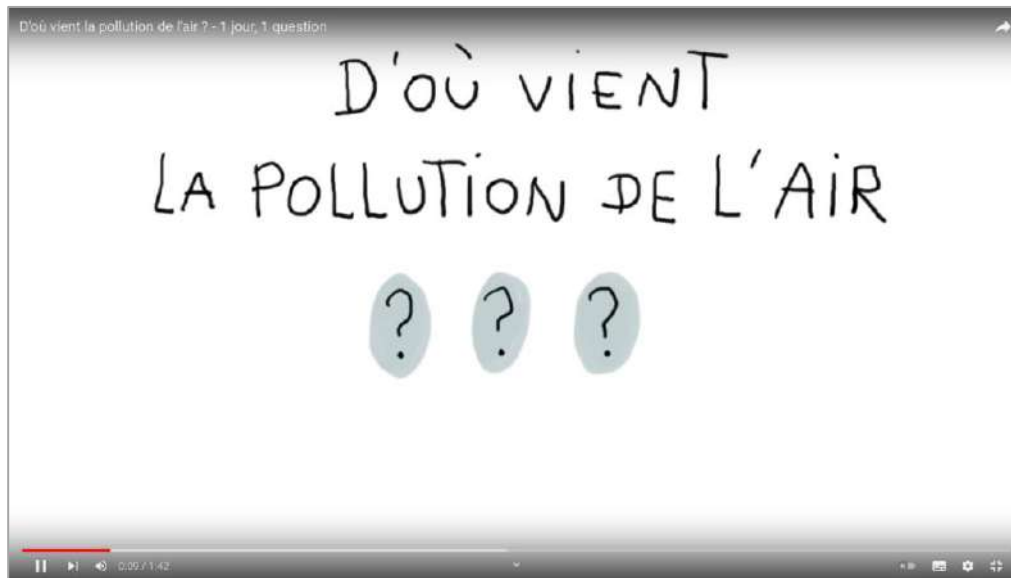 D'où vient la pollution de l'air ? - 1 jour, 1 question
D'OÙ VIENT
LA POLLUTION DE L'AIR
? ? ?
0:09 / 1:42